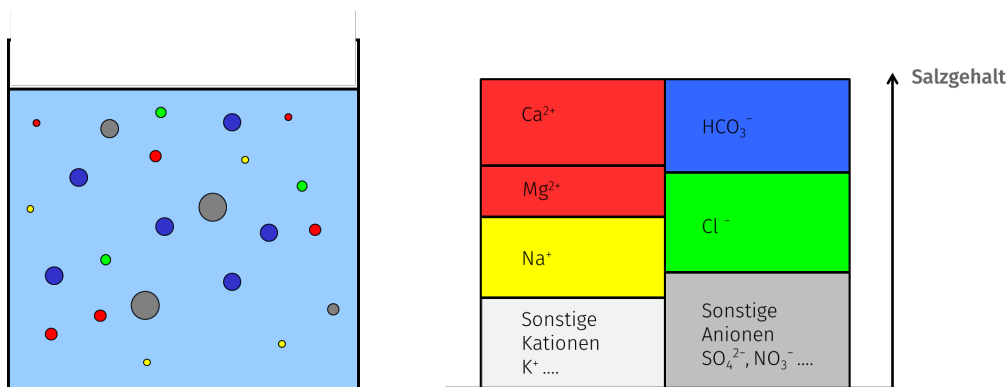 Salzgehalt
Ca²⁺
HCO₃⁻
Mg²⁺
Cl ⁻
Na⁺
Sonstige
Kationen
K⁺ ....
Sonstige
Anionen
SO₄²⁻, NO₃⁻ ....